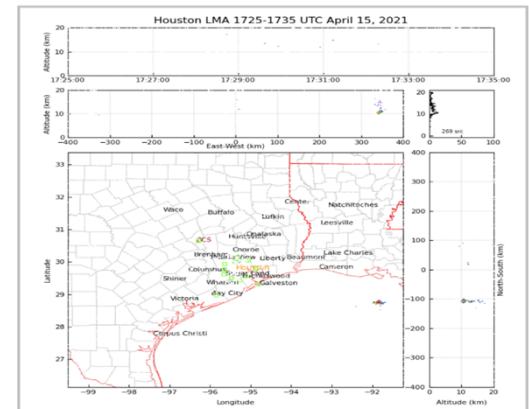 Houston LMA 1725-1735 UTC April 15, 2021
Altitude (km)
20
10
0
17:25:00 17:27:00 17:29:00 17:31:00 17:33:00 17:35:00
Altitude (km)
20
10
0
−400 −300 −200 −100 0 100 200 300 400
East-West (km)
20
10
0
269 src
0 50 100
Latitude
33
32
31
30
29
28
27
Center
Waco Buffalo Natchitoches
Lufkin
Leesville
Huntsville
Conroe
Brenham Liberty Beaumont Lake Charles
Columbus Houston Cameron
Shiner Galveston
Bay City
Victoria
Corpus Christi
−99 −98 −97 −96 −95 −94 −93 −92
Longitude
400
300
200
100
0
−100
−200
−300
−400
North-South (km)
0 10 20
Altitude (km)